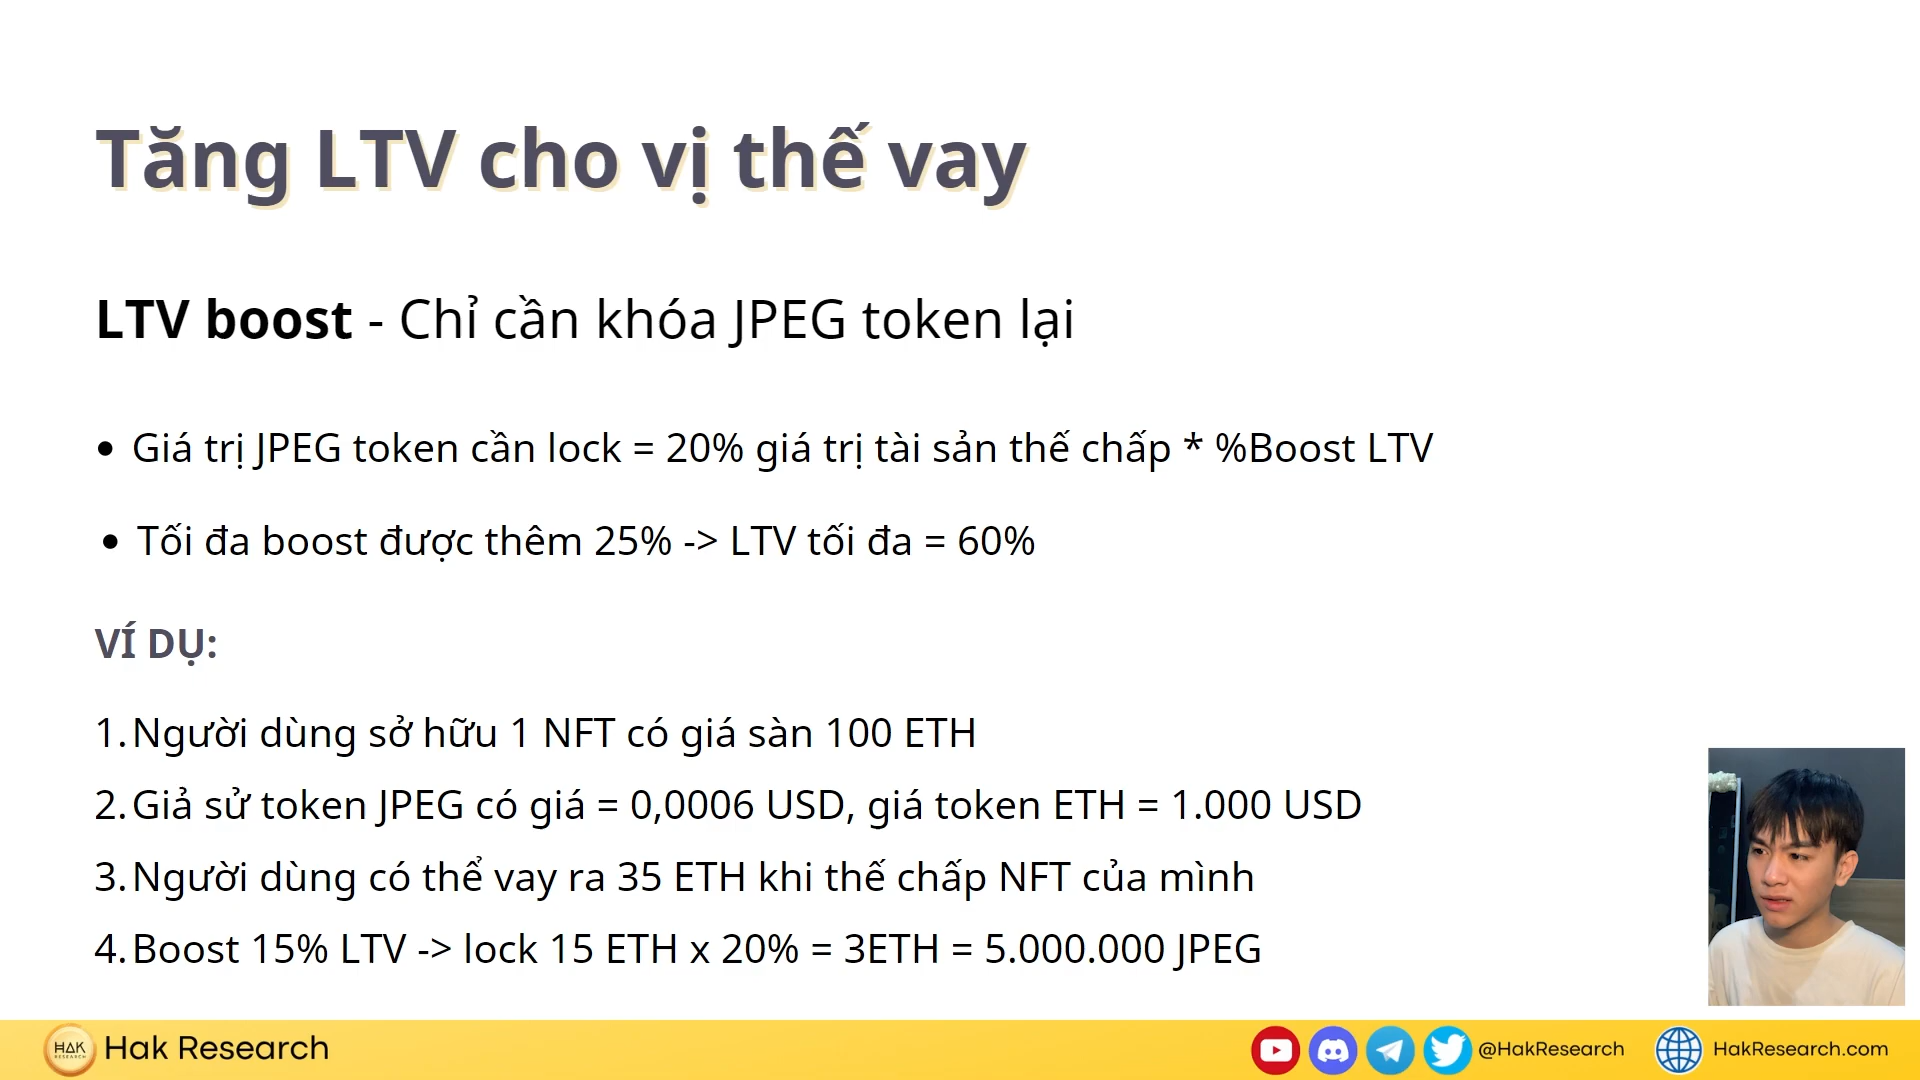 Tăng LTV cho vị thế vay
LTV boost - Chỉ cần khóa JPEG token lại
• Giá trị JPEG token cần lock = 20% giá trị tài sản thế chấp * %Boost LTV
• Tối đa boost được thêm 25% -> LTV tối đa = 60%
VÍ DỤ:
1. Người dùng sở hữu 1 NFT có giá sàn 100 ETH
2. Giả sử token JPEG có giá = 0,0006 USD, giá token ETH = 1.000 USD
3. Người dùng có thể vay ra 35 ETH khi thế chấp NFT của mình
4. Boost 15% LTV -> lock 15 ETH x 20% = 3ETH = 5.000.000 JPEG
HAK RESEARCH Hak Research @HakResearch HakResearch.com